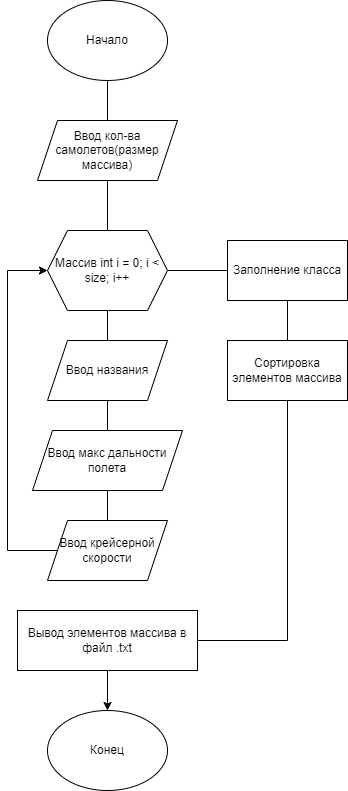 Начало
Ввод кол-ва
самолетов(размер
массива)
Массив int i = 0; i <
size; i++
Заполнение класса
Ввод названия
Сортировка
элементов массива
Ввод макс дальности
полета
Ввод крейсерной
скорости
Вывод элементов массива в
файл .txt
Конец